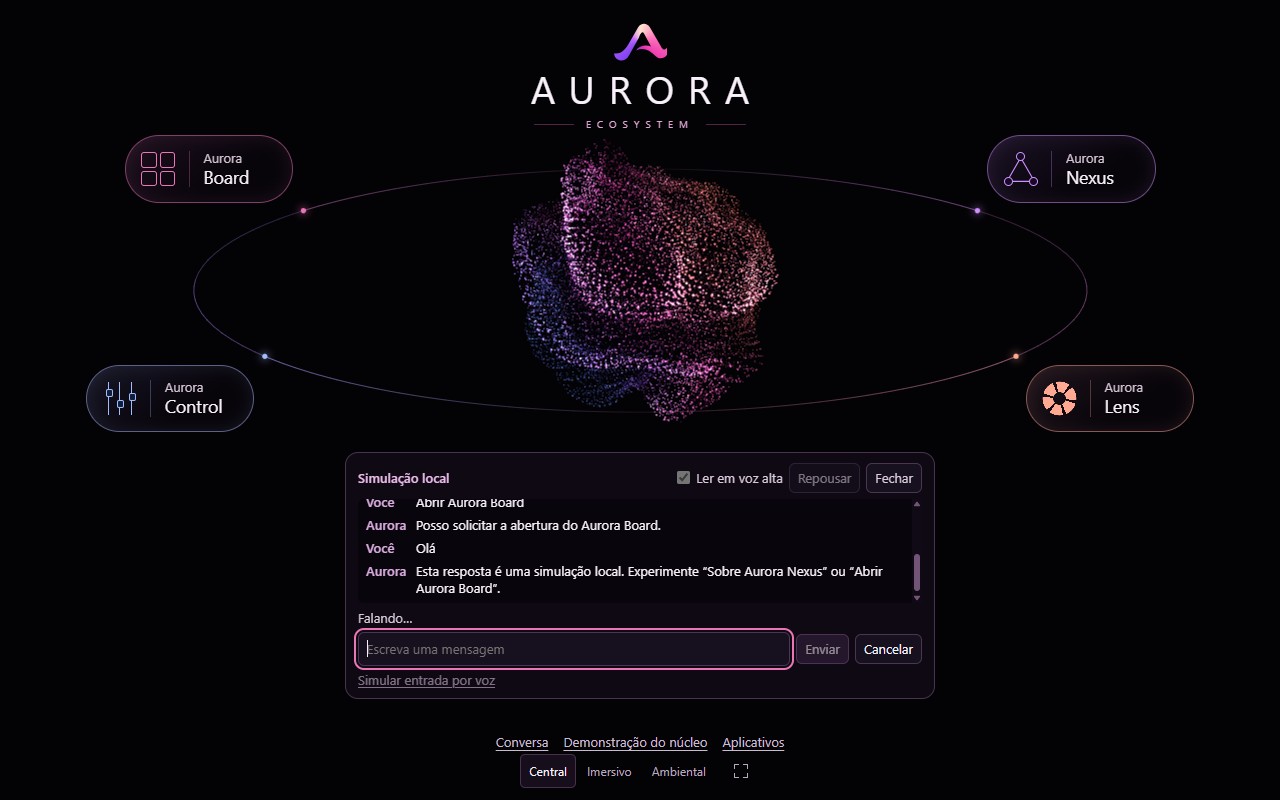 AURORA
ECOSYSTEM
Aurora
Board
Aurora
Nexus
Aurora
Control
Aurora
Lens
Simulação local
Ler em voz alta
Repousar
Fechar
Você Abrir Aurora Board
Aurora Posso solicitar a abertura do Aurora Board.
Você Olá
Aurora Esta resposta é uma simulação local. Experimente “Sobre Aurora Nexus” ou “Abrir
Aurora Board”.
Falando...
Escreva uma mensagem
Enviar
Cancelar
Simular entrada por voz
Conversa Demonstração do núcleo Aplicativos
Central Imersivo Ambiental